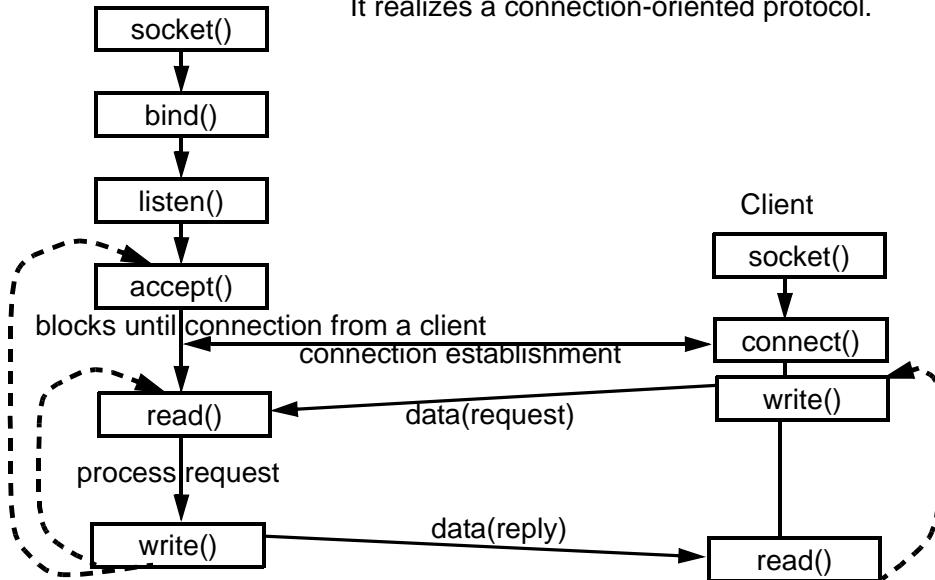 It realizes a connection-oriented protocol.
socket()
bind()
listen()
Client
socket()
accept()
blocks until connection from a client
connect()
connection establishment
write()
read()
data(request)
process request
data(reply)
write()
read()